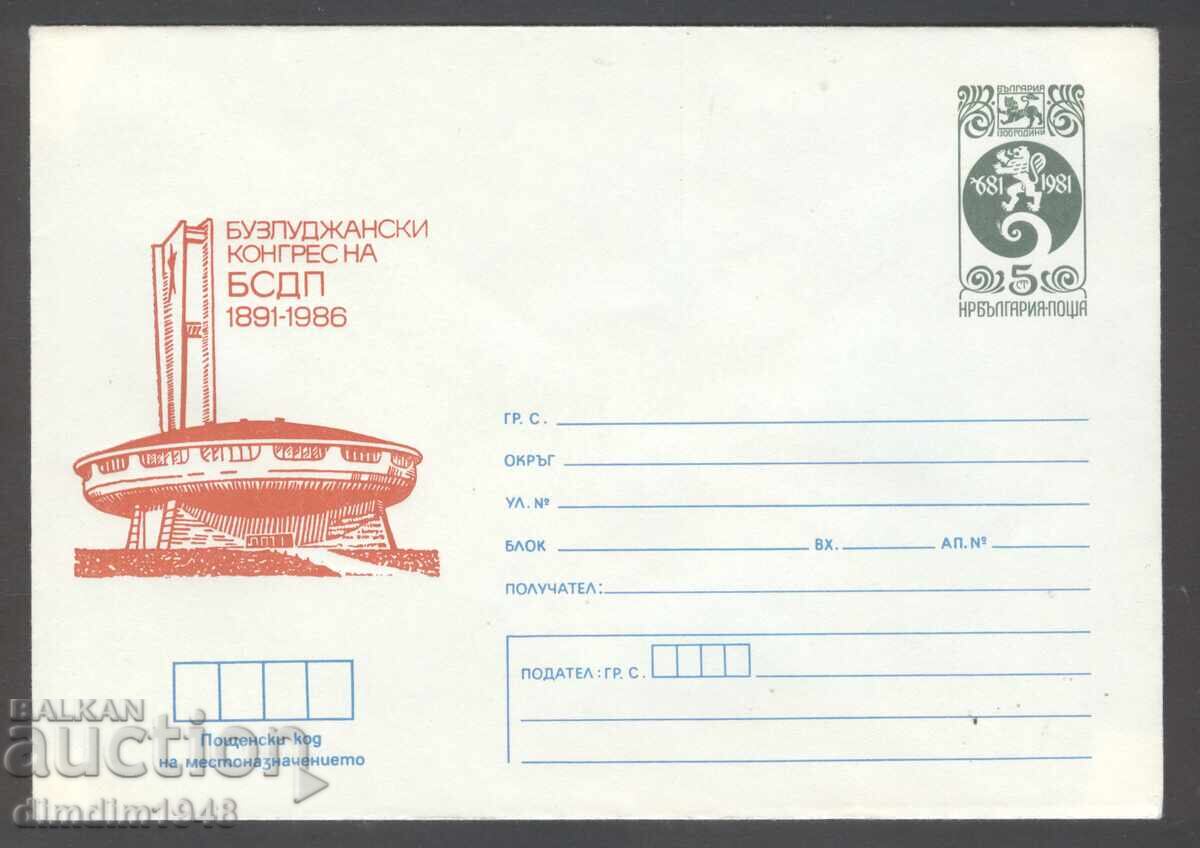 БЪЛГАРИЯ
1300 ГОДИНИ
681 1981
5 СТ
НРБЪЛГАРИЯ·ПОЩА
БУЗЛУДЖАНСКИ
КОНГРЕС НА
БСДП
1891-1986
ГР. С.
ОКРЪГ
УЛ. №
БЛОК ВХ. АП. №
ПОЛУЧАТЕЛ:
ПОДАТЕЛ: ГР. С.
Пощенски код
на местоназначението
BALKAN
auction
dimdim1948